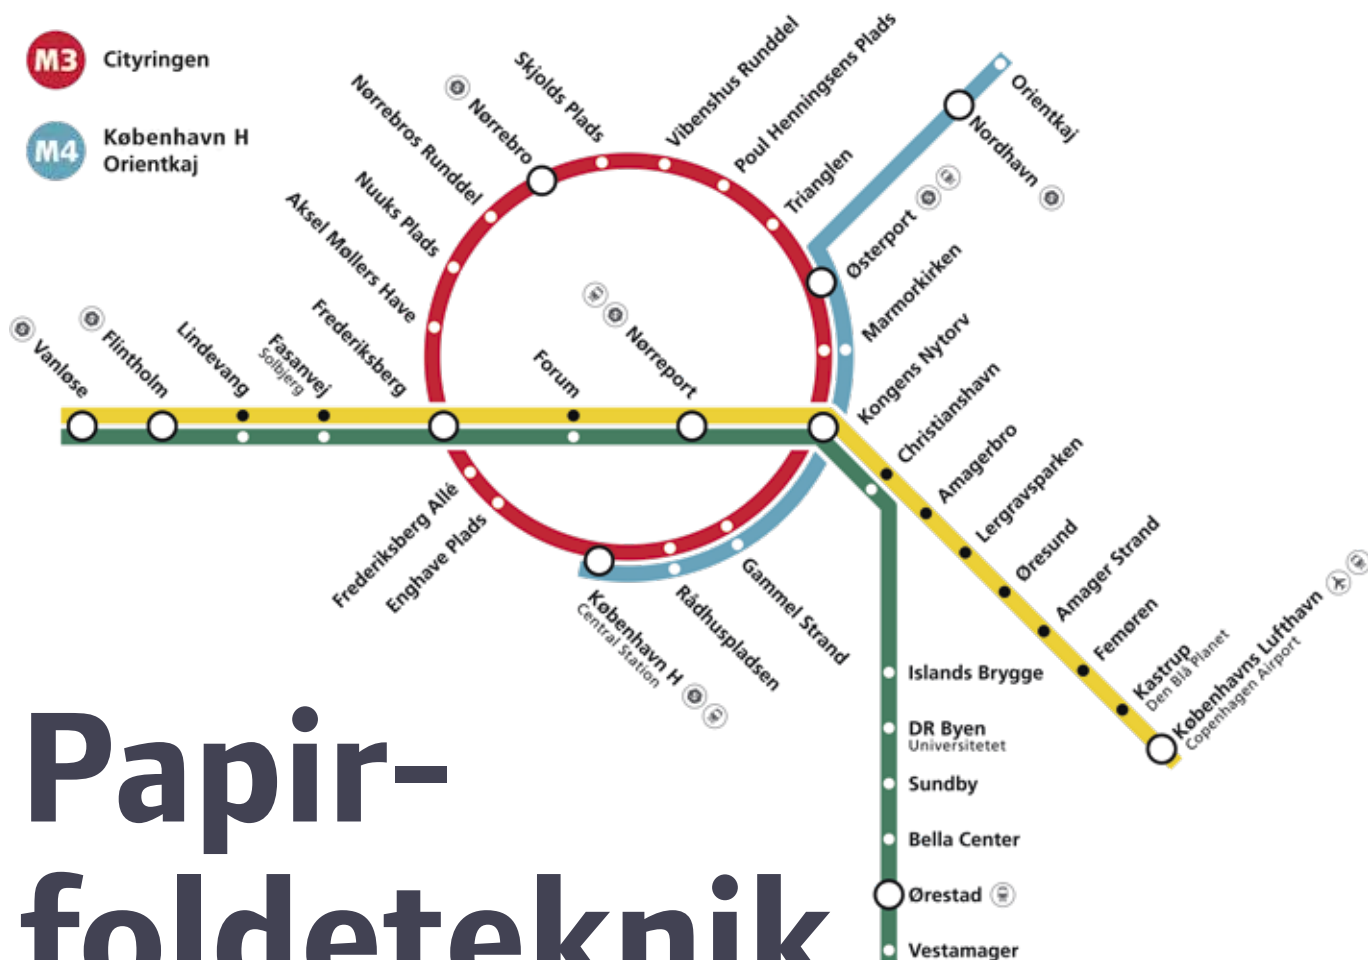 M3 Cityringen
M4 København H
Orientkaj
Vanløse
Flintholm
Lindevang
Fasanvej
Solbjerg
Frederiksberg
Aksel Møllers Have
Nuuks Plads
Nørrebros Runddel
Nørrebro
Skjolds Plads
Vibenshus Runddel
Poul Henningsens Plads
Trianglen
Østerport
Nordhavn
Orientkaj
Marmorkirken
Forum
Nørreport
Kongens Nytorv
Christianshavn
Amagerbro
Lergravsparken
Øresund
Amager Strand
Femøren
Kastrup
Den Blå Planet
Københavns Lufthavn
Copenhagen Airport
Frederiksberg Allé
Enghave Plads
København H
Central Station
Rådhuspladsen
Gammel Strand
Islands Brygge
DR Byen
Universitetet
Sundby
Bella Center
Ørestad
Vestamager
Papir-
foldeteknik